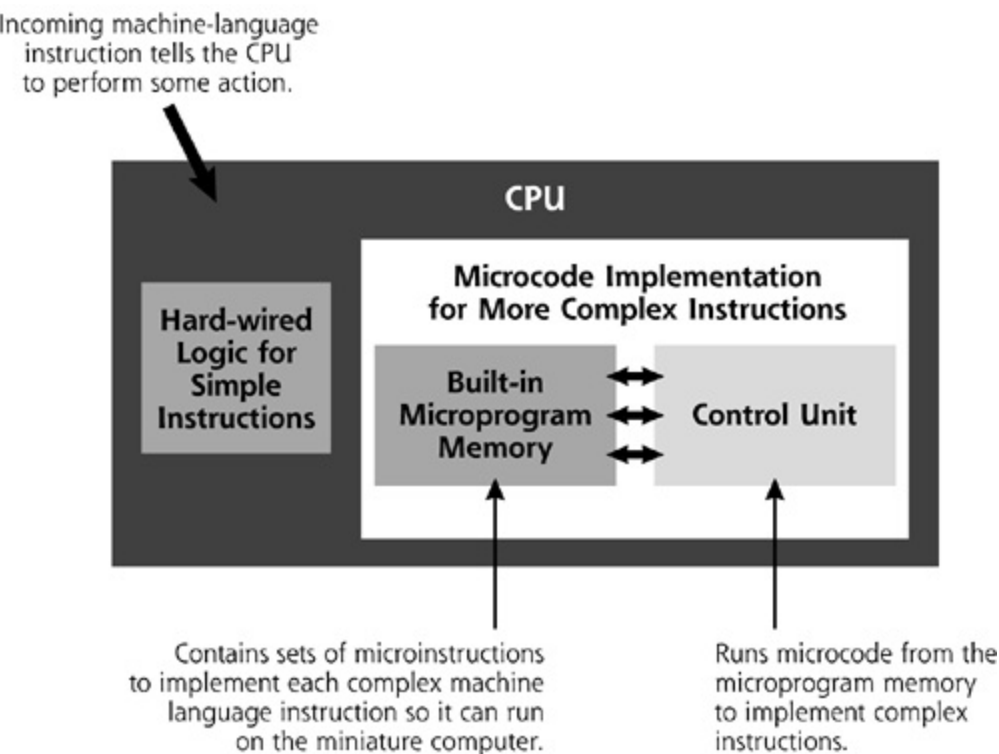 Incoming machine-language
instruction tells the CPU
to perform some action.
CPU
Hard-wired
Logic for
Simple
Instructions
Microcode Implementation
for More Complex Instructions
Built-in
Microprogram
Memory
Control Unit
Contains sets of microinstructions
to implement each complex machine
language instruction so it can run
on the miniature computer.
Runs microcode from the
microprogram memory
to implement complex
instructions.